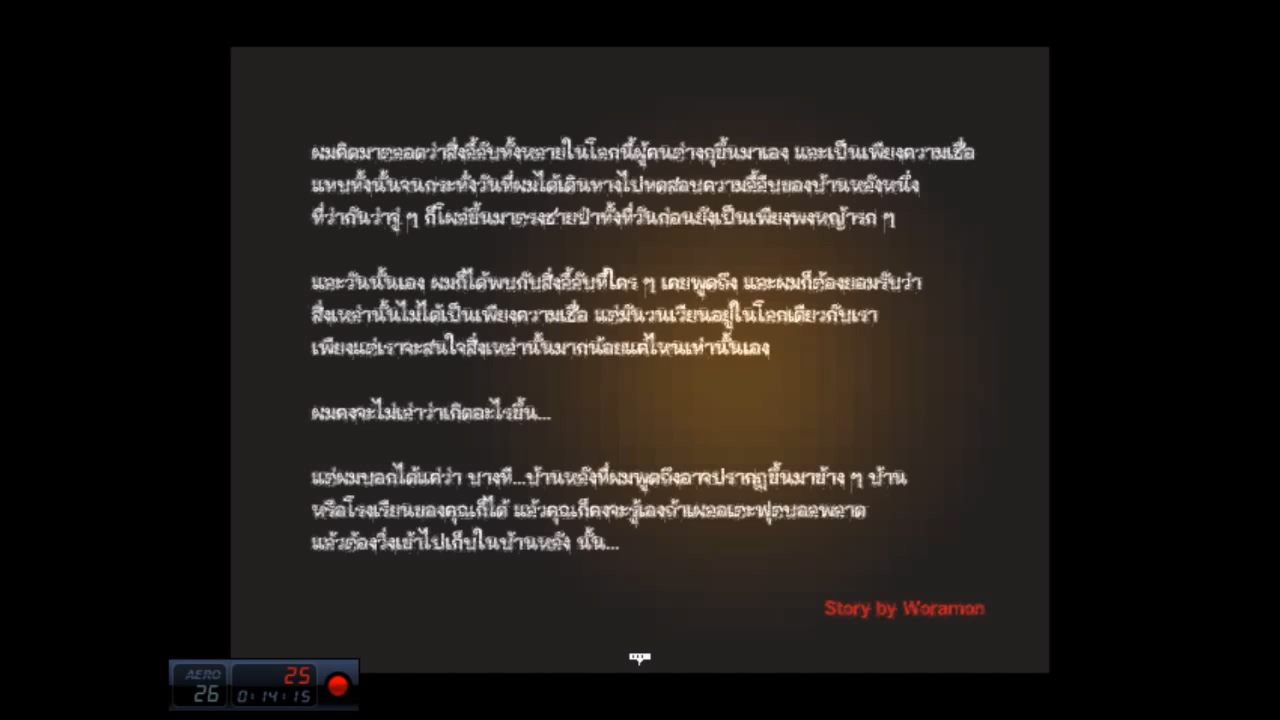 ผมคิดมาตลอดว่าสิ่งลี้ลับทั้งหลายในโลกนี้ผู้คนต่างกุขึ้นมาเอง และเป็นเพียงความเชื่อ
แทบทั้งนั้นจนกระทั่งวันที่ผมได้เดินทางไปทดสอบความลี้ลับของบ้านหลังหนึ่ง
ที่ว่ากันว่าจู่ ๆ ก็โผล่ขึ้นมาตรงชายป่าทั้งที่วันก่อนยังเป็นเพียงพงหญ้ารก ๆ
และวันนั้นเอง ผมก็ได้พบกับสิ่งลี้ลับที่ใคร ๆ เคยพูดถึง และผมก็ต้องยอมรับว่า
สิ่งเหล่านั้นไม่ได้เป็นเพียงความเชื่อ แต่มันวนเวียนอยู่ในโลกเดียวกับเรา
เพียงแต่เราจะสนใจสิ่งเหล่านั้นมากน้อยแค่ไหนเท่านั้นเอง
ผมคงจะไม่เล่าว่าเกิดอะไรขึ้น...
แต่ผมบอกได้แค่ว่า บางที...บ้านหลังที่ผมพูดถึงอาจปรากฏขึ้นมาข้าง ๆ บ้าน
หรือโรงเรียนของคุณก็ได้ แล้วคุณก็คงจะรู้เองถ้าเผลอเตะฟุตบอลพลาด
แล้วต้องวิ่งเข้าไปเก็บในบ้านหลัง นั้น...
Story by Woramon
AERO 25
26 0:14:15